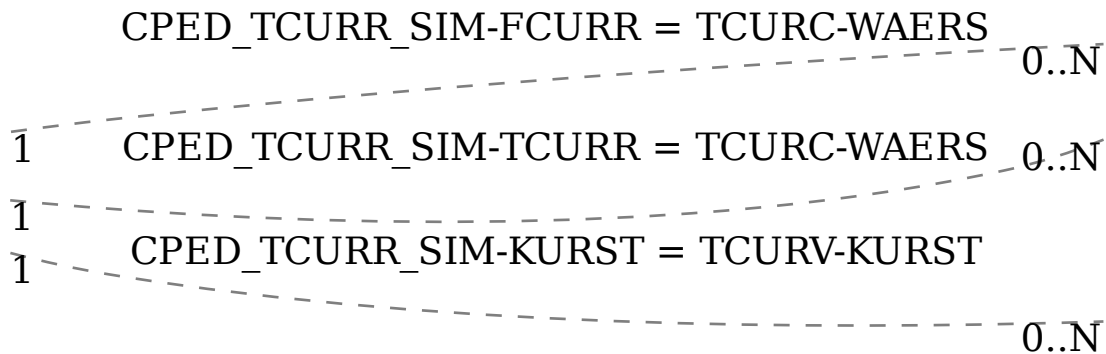 CPED_TCURR_SIM-FCURR = TCURC-WAERS
0..N
1
CPED_TCURR_SIM-TCURR = TCURC-WAERS
0..N
1
CPED_TCURR_SIM-KURST = TCURV-KURST
1
0..N